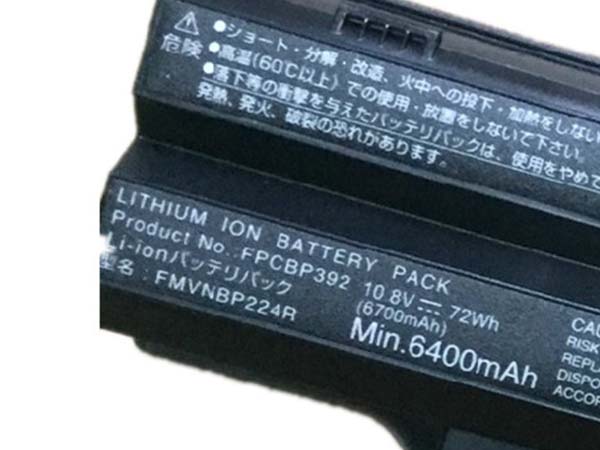 ⚠ ●ショート・分解・改造、火中への投下・加熱をしない
危険 ●高温(60℃以上)での使用・放置をしないで下さい。
●落下等の衝撃を与えたバッテリパックは、使用をやめて
発熱、発火、破裂の恐れがあります。
LITHIUM ION BATTERY PACK
Product No.:FPCBP392 10.8V⎓72Wh
Li-ionバッテリパック (6700mAh)
型名：FMVNBP224R
Min.6400mAh
CAU
RISK
REPLA
DISPO
ACCOR